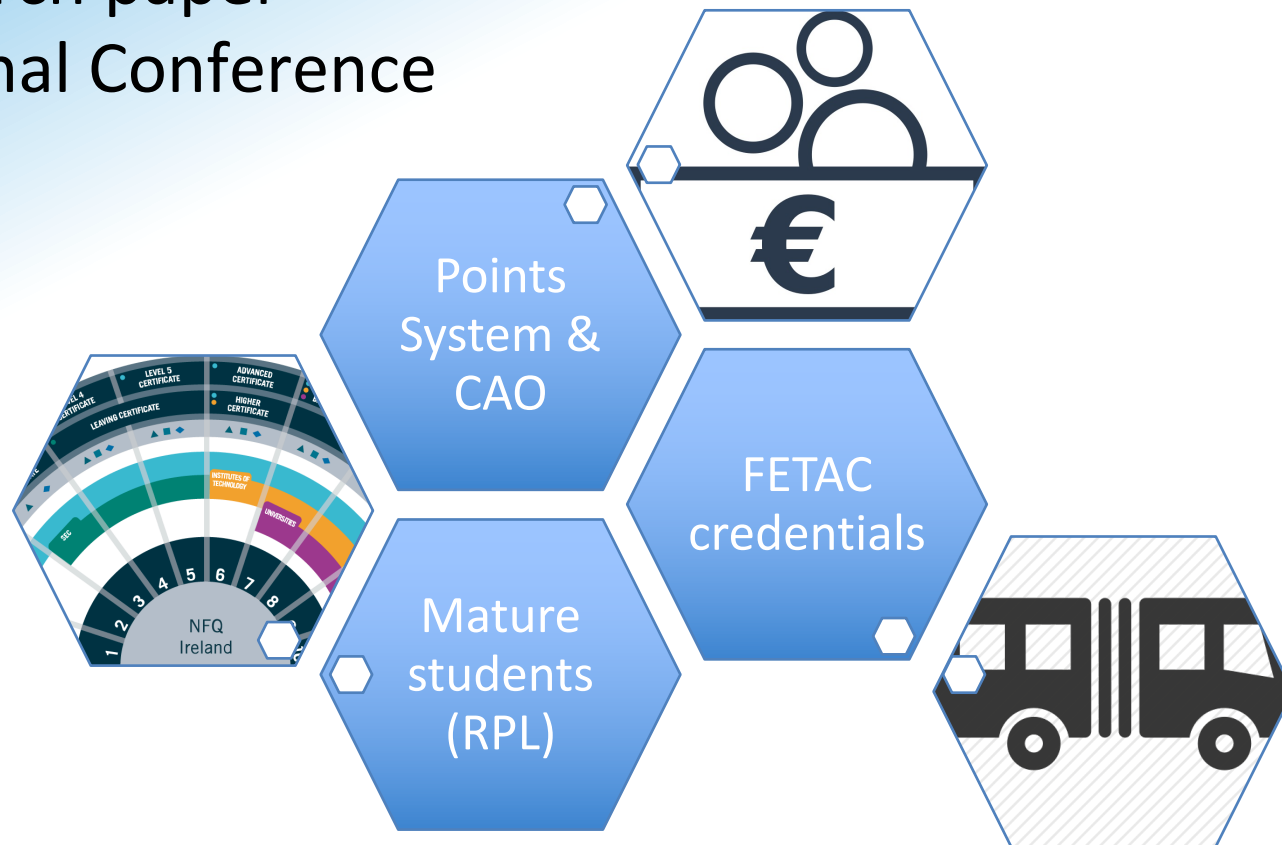 nal Conference
€
Points
System &
CAO
LEVEL 5
CERTIFICATE
ADVANCED
CERTIFICATE
LEAVING CERTIFICATE
HIGHER
CERTIFICATE
INSTITUTES OF
TECHNOLOGY
UNIVERSITIES
SEC
1 2 3 4 5 6 7 8
NFQ
Ireland
FETAC
credentials
Mature
students
(RPL)